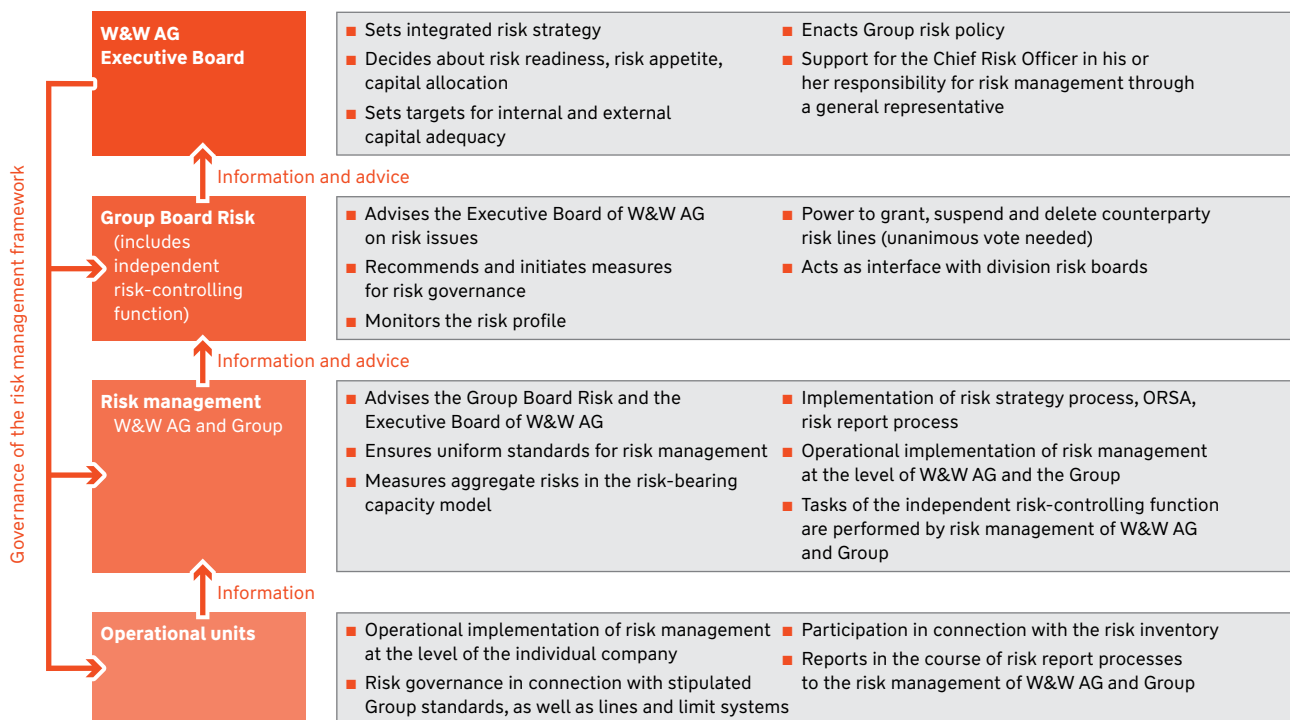 Governance of the risk management framework
W&W AG
Executive Board
■ Sets integrated risk strategy
■ Decides about risk readiness, risk appetite,
capital allocation
■ Sets targets for internal and external
capital adequacy
■ Enacts Group risk policy
■ Support for the Chief Risk Officer in his or
her responsibility for risk management through
a general representative
Information and advice
Group Board Risk
(includes
independent
risk-controlling
function)
■ Advises the Executive Board of W&W AG
on risk issues
■ Recommends and initiates measures
for risk governance
■ Monitors the risk profile
■ Power to grant, suspend and delete counterparty
risk lines (unanimous vote needed)
■ Acts as interface with division risk boards
Information and advice
Risk management
W&W AG and Group
■ Advises the Group Board Risk and the
Executive Board of W&W AG
■ Ensures uniform standards for risk management
■ Measures aggregate risks in the risk-bearing
capacity model
■ Implementation of risk strategy process, ORSA,
risk report process
■ Operational implementation of risk management
at the level of W&W AG and the Group
■ Tasks of the independent risk-controlling function
are performed by risk management of W&W AG
and Group
Information
Operational units
■ Operational implementation of risk management
at the level of the individual company
■ Risk governance in connection with stipulated
Group standards, as well as lines and limit systems
■ Participation in connection with the risk inventory
■ Reports in the course of risk report processes
to the risk management of W&W AG and Group